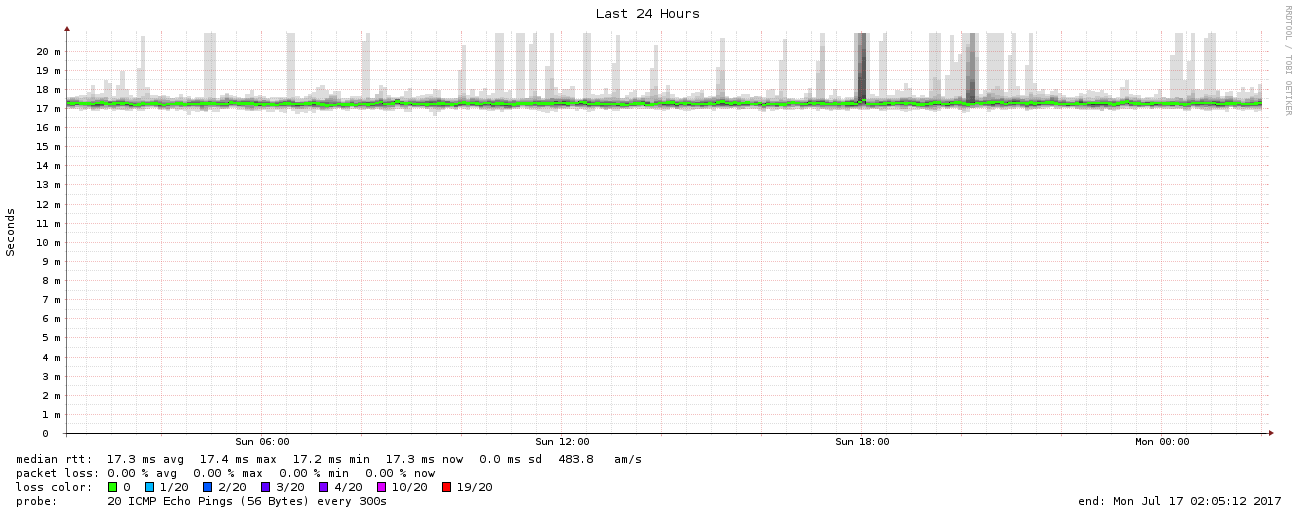 Last 24 Hours
RRDTOOL / TOBI OETIKER
Seconds
20 m
19 m
18 m
17 m
16 m
15 m
14 m
13 m
12 m
11 m
10 m
9 m
8 m
7 m
6 m
5 m
4 m
3 m
2 m
1 m
0
Sun 06:00 Sun 12:00 Sun 18:00 Mon 00:00
median rtt: 17.3 ms avg 17.4 ms max 17.2 ms min 17.3 ms now 0.0 ms sd 483.8 am/s
packet loss: 0.00 % avg 0.00 % max 0.00 % min 0.00 % now
loss color: 0 1/20 2/20 3/20 4/20 10/20 19/20
probe: 20 ICMP Echo Pings (56 Bytes) every 300s end: Mon Jul 17 02:05:12 2017